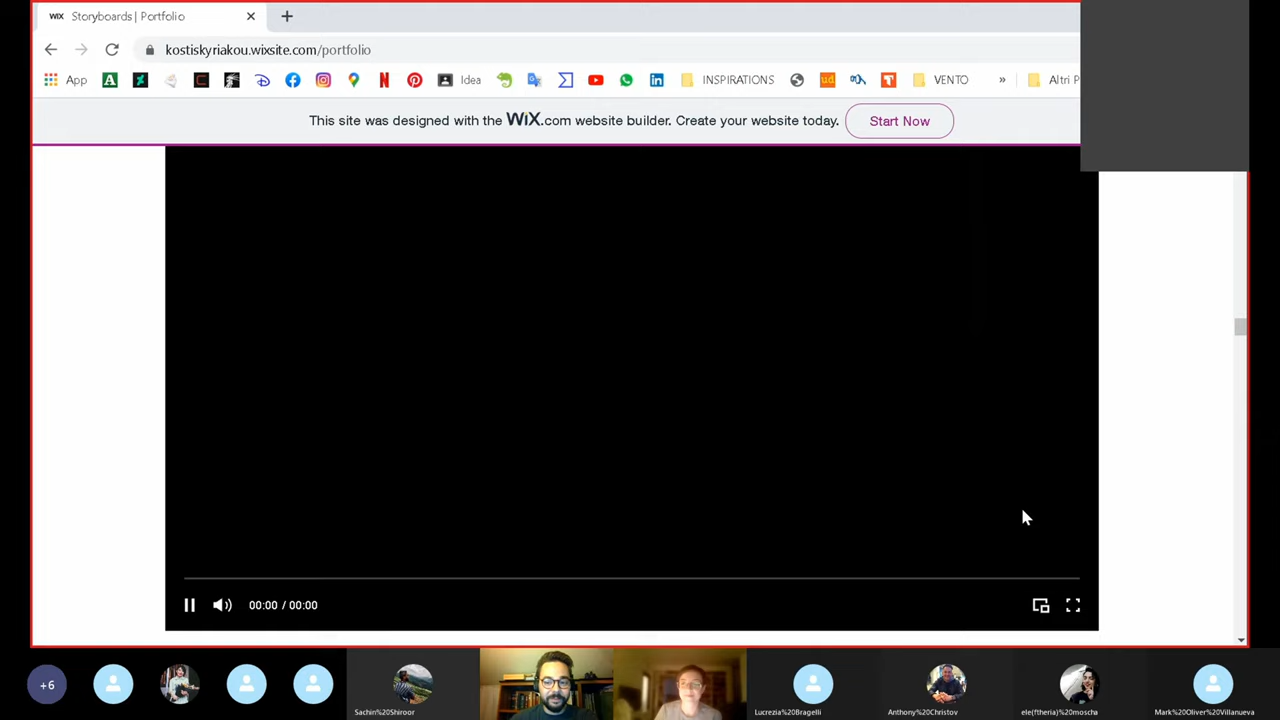 WiX Storyboards | Portfolio
kostiskyriakou.wixsite.com/portfolio
App Idea INSPIRATIONS ud VENTO » Altri P
This site was designed with the WiX.com website builder. Create your website today. Start Now
00:00 / 00:00
+6
Sachin%20Shiroor Lucrezia%20Bragelli Anthony%20Christov ele(ftheria)%20moscha Mark%20Oliver%20Villanueva